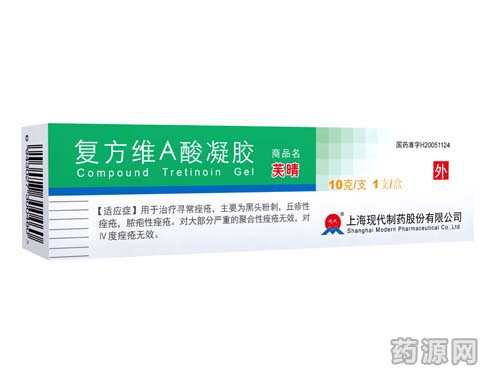 国药准字H20051124
复方维A酸凝胶
Compound Tretinoin Gel
商品名
芙晴
外
10克/支 1支/盒
【适应症】用于治疗寻常痤疮，主要为黑头粉刺，丘疹性
痤疮，脓疱性痤疮。对大部分严重的聚合性痤疮无效，对
Ⅳ度痤疮无效。
现代
上海现代制药股份有限公司
Shanghai Modern Pharmaceutical Co.,Ltd.
药源网